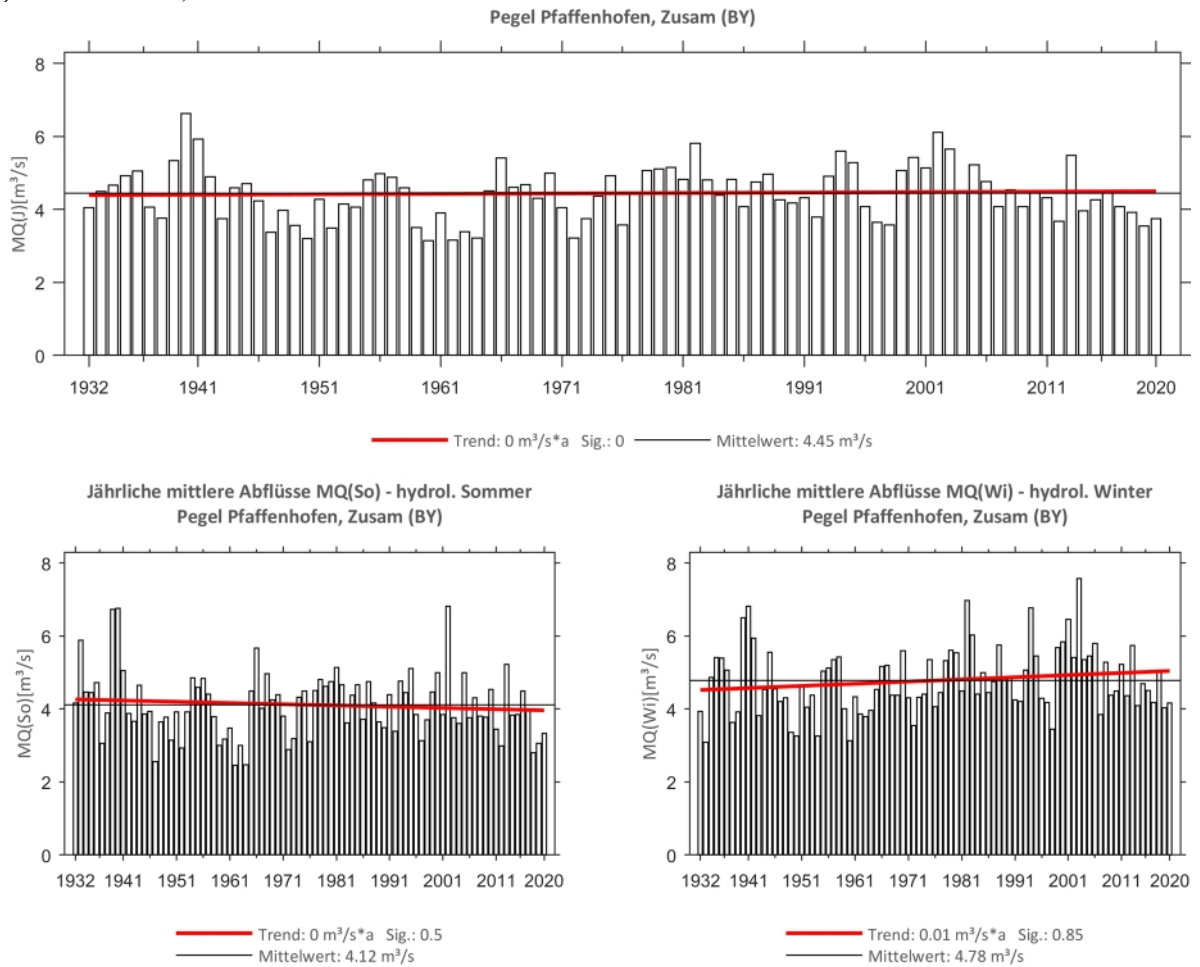 Pegel Pfaffenhofen, Zusam (BY)
MQ(J)[m³/s]
8
6
4
2
0
1932 1941 1951 1961 1971 1981 1991 2001 2011 2020
Trend: 0 m³/s*a Sig.: 0 Mittelwert: 4.45 m³/s
Jährliche mittlere Abflüsse MQ(So) - hydrol. Sommer
Pegel Pfaffenhofen, Zusam (BY)
MQ(So)[m³/s]
8
6
4
2
0
1932 1941 1951 1961 1971 1981 1991 2001 2011 2020
Trend: 0 m³/s*a Sig.: 0.5
Mittelwert: 4.12 m³/s
Jährliche mittlere Abflüsse MQ(Wi) - hydrol. Winter
Pegel Pfaffenhofen, Zusam (BY)
MQ(Wi)[m³/s]
8
6
4
2
0
1932 1941 1951 1961 1971 1981 1991 2001 2011 2020
Trend: 0.01 m³/s*a Sig.: 0.85
Mittelwert: 4.78 m³/s